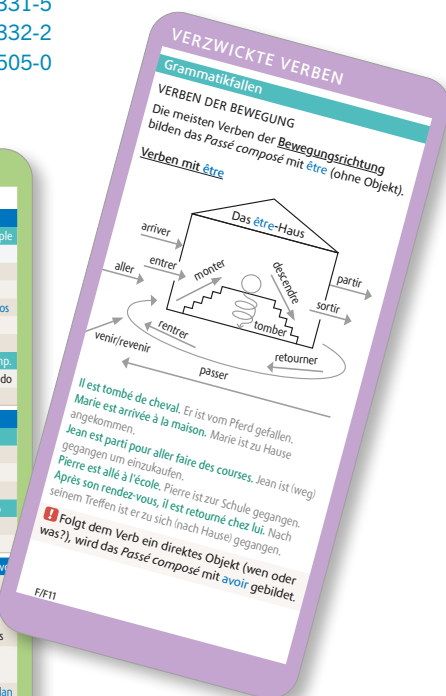 331-5
332-2
505-0
VERZWICKTE VERBEN
Grammatikfallen
VERBEN DER BEWEGUNG
Die meisten Verben der Bewegungsrichtung
bilden das Passé composé mit être (ohne Objekt).
Verben mit être
Das être-Haus
arriver
aller
entrer
monter
descendre
partir
sortir
tomber
rentrer
venir/revenir
retourner
passer
Il est tombé de cheval. Er ist vom Pferd gefallen.
Marie est arrivée à la maison. Marie ist zu Hause
angekommen.
Jean est parti pour aller faire des courses. Jean ist (weg)
gegangen um einzukaufen.
Pierre est allé à l'école. Pierre ist zur Schule gegangen.
Après son rendez-vous, il est retourné chez lui. Nach
seinem Treffen ist er zu sich (nach Hause) gegangen.
! Folgt dem Verb ein direktes Objekt (wen oder
was?), wird das Passé composé mit avoir gebildet.
F/F11